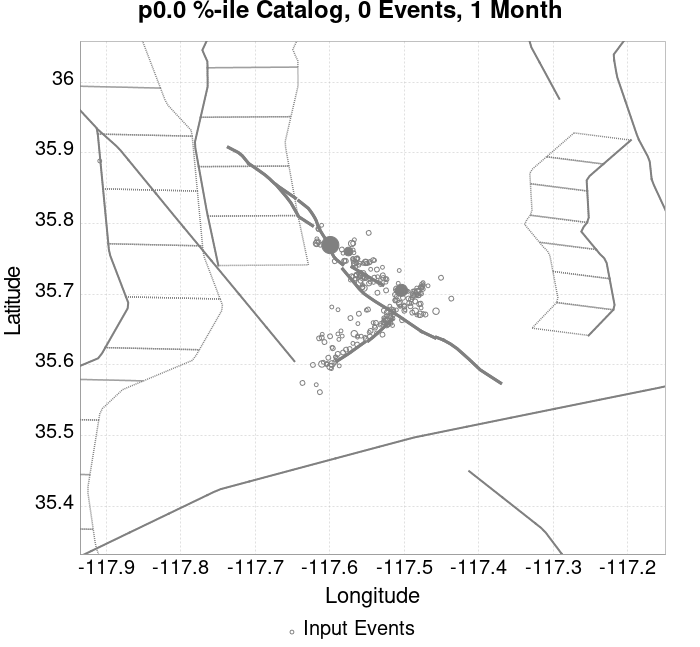 p0.0 %-ile Catalog, 0 Events, 1 Month
36
35.9
35.8
35.7
35.6
35.5
35.4
Latitude
-117.9 -117.8 -117.7 -117.6 -117.5 -117.4 -117.3 -117.2
Longitude
Input Events